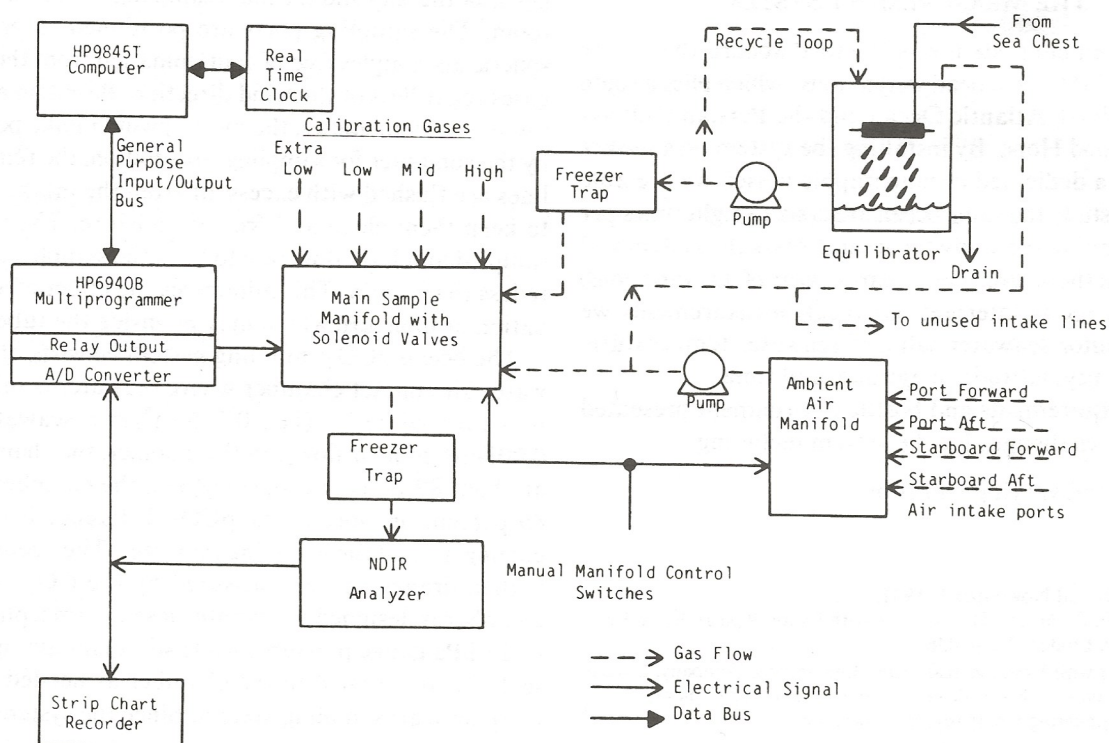 HP9845T
Computer
Real
Time
Clock
General
Purpose
Input/Output
Bus
Calibration Gases
Extra
Low
Low
Mid
High
Recycle loop
From
Sea Chest
Freezer
Trap
Pump
Equilibrator
Drain
HP6940B
Multiprogrammer
Relay Output
A/D Converter
Main Sample
Manifold with
Solenoid Valves
To unused intake lines
Pump
Ambient
Air
Manifold
Port Forward
Port Aft
Starboard Forward
Starboard Aft
Air intake ports
Freezer
Trap
NDIR
Analyzer
Manual Manifold Control
Switches
Gas Flow
Electrical Signal
Data Bus
Strip Chart
Recorder